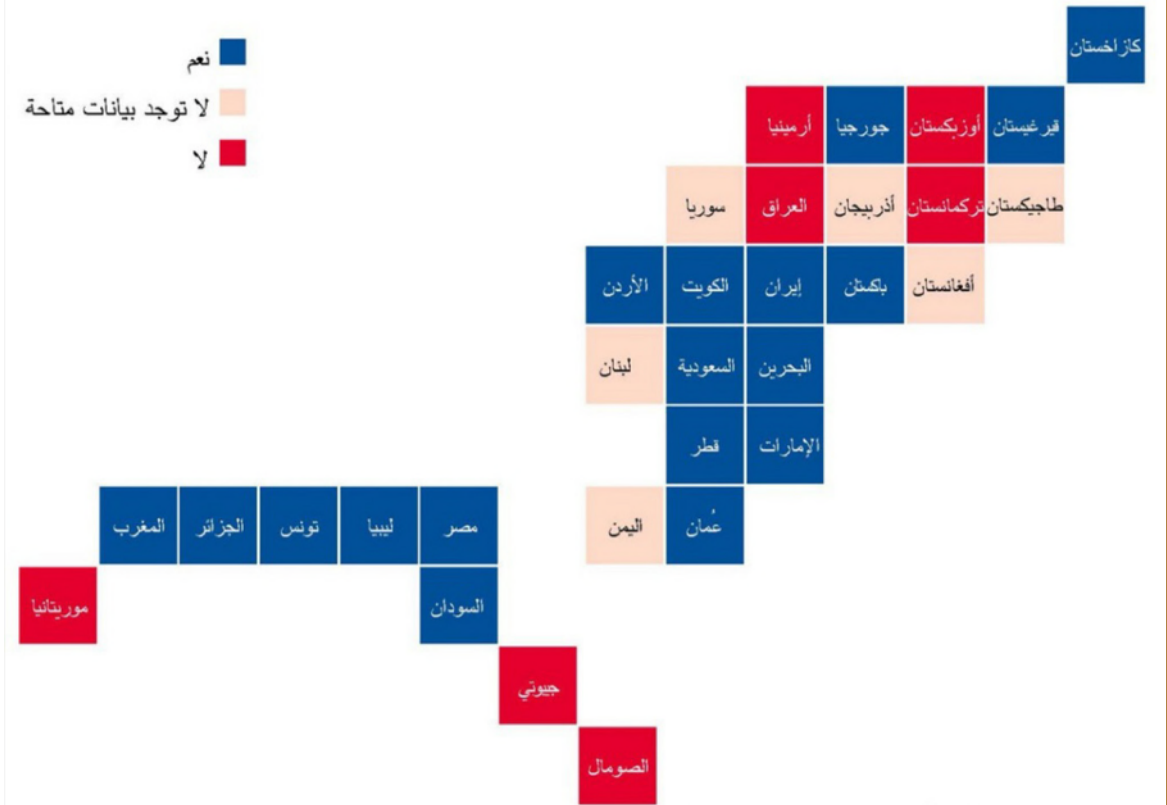 نعم
لا توجد بيانات متاحة
لا
كازاخستان
قيرغيستان
أوزبكستان
جورجيا
أرمينيا
طاجيكستان
تركمانستان
أذربيجان
العراق
سوريا
أفغانستان
باكستان
إيران
الكويت
الأردن
البحرين
السعودية
لبنان
الإمارات
قطر
عُمان
اليمن
مصر
ليبيا
تونس
الجزائر
المغرب
السودان
موريتانيا
جيبوتي
الصومال